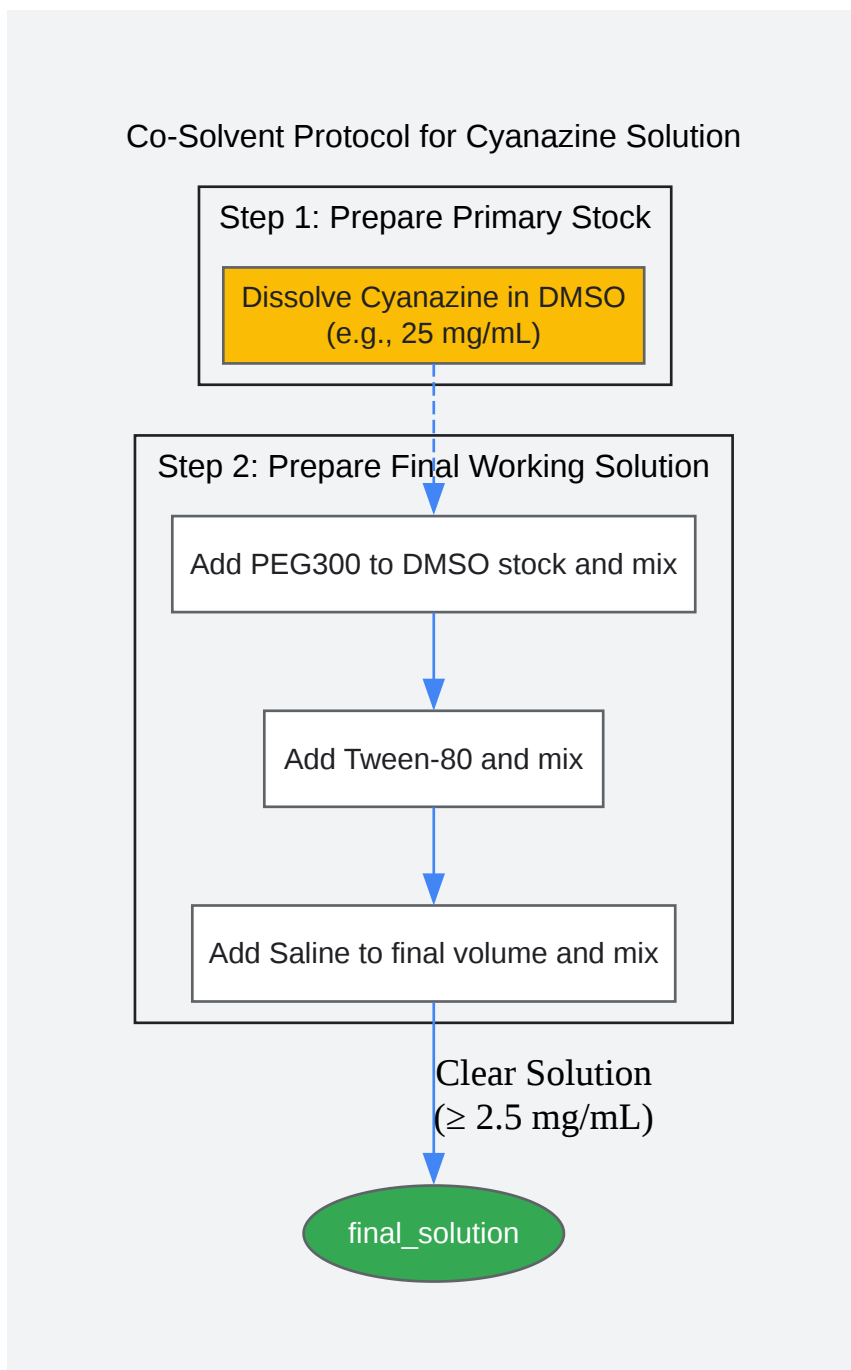 Co-Solvent Protocol for Cyanazine Solution
Step 1: Prepare Primary Stock
Dissolve Cyanazine in DMSO
(e.g., 25 mg/mL)
Step 2: Prepare Final Working Solution
Add PEG300 to DMSO stock and mix
Add Tween-80 and mix
Add Saline to final volume and mix
Clear Solution
(≥ 2.5 mg/mL)
final_solution